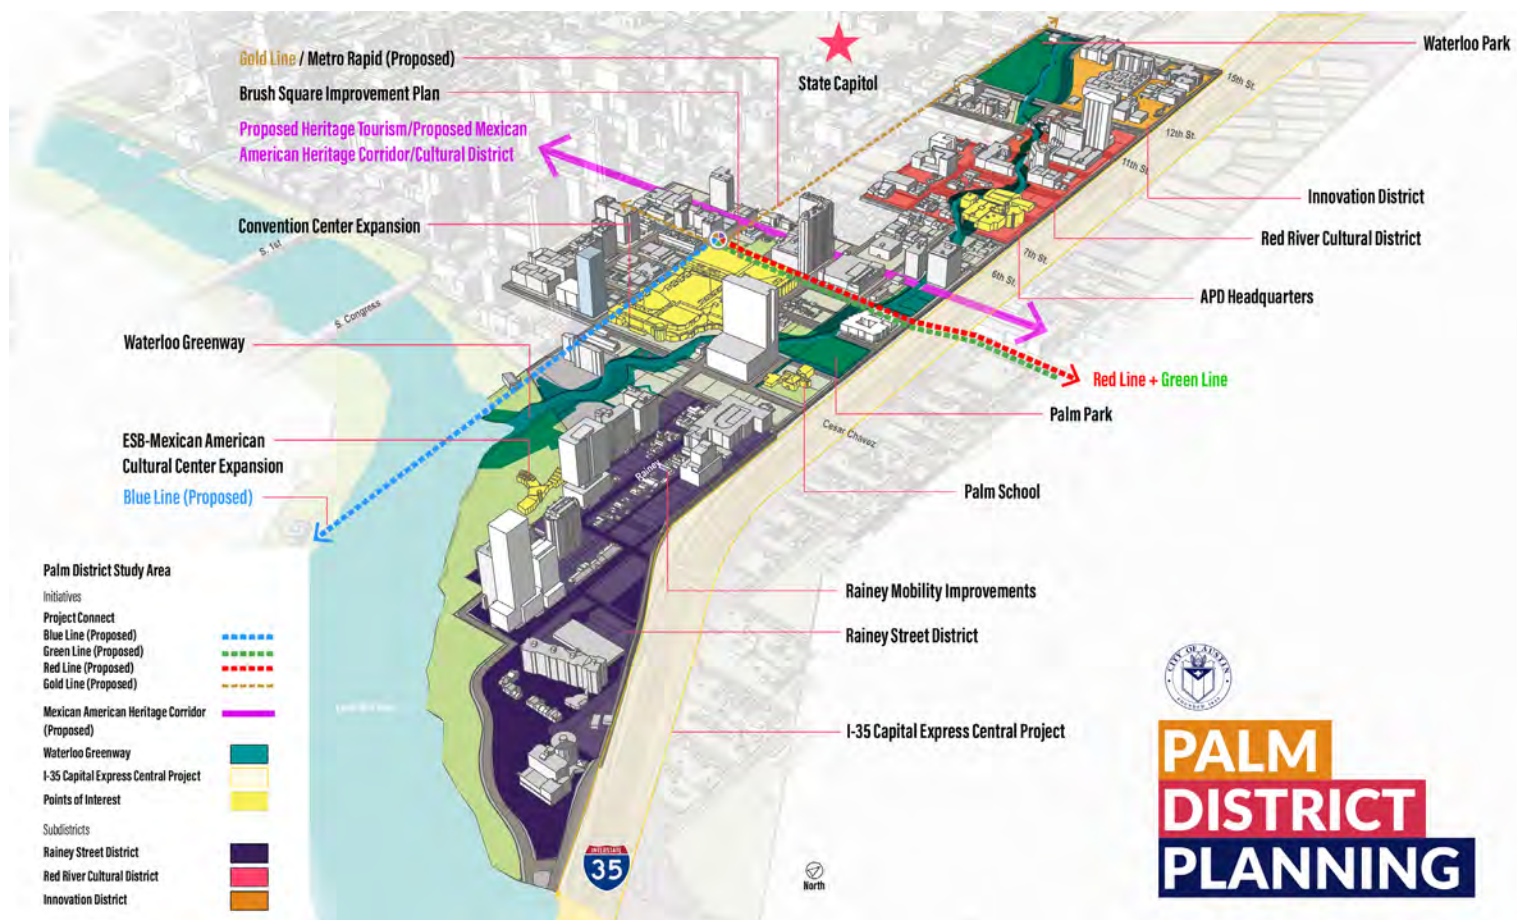 Gold Line / Metro Rapid (Proposed)
Brush Square Improvement Plan
Proposed Heritage Tourism/Proposed Mexican
American Heritage Corridor/Cultural District
Convention Center Expansion
State Capitol
Waterloo Park
15th St.
12th St.
11th St.
Innovation District
Red River Cultural District
7th St.
6th St.
APD Headquarters
S. 1st
S. Congress
Waterloo Greenway
Red Line + Green Line
Palm Park
Cesar Chavez
ESB-Mexican American
Cultural Center Expansion
Blue Line (Proposed)
Rainey
Palm School
Rainey Mobility Improvements
Rainey Street District
I-35 Capital Express Central Project
Palm District Study Area
Initiatives
Project Connect
Blue Line (Proposed)
Green Line (Proposed)
Red Line (Proposed)
Gold Line (Proposed)
Mexican American Heritage Corridor
(Proposed)
Waterloo Greenway
I-35 Capital Express Central Project
Points of Interest
Subdistricts
Rainey Street District
Red River Cultural District
Innovation District
INTERSTATE
35
North
CITY OF AUSTIN
FOUNDED 1839
PALM
DISTRICT
PLANNING